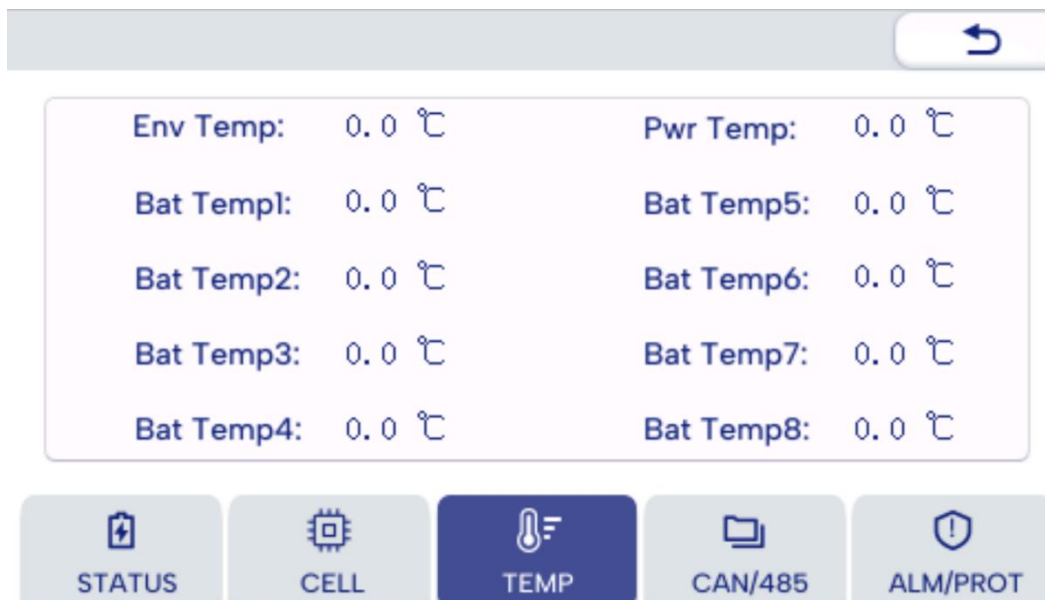 Env Temp: 0.0 ℃ Pwr Temp: 0.0 ℃
Bat Temp1: 0.0 ℃ Bat Temp5: 0.0 ℃
Bat Temp2: 0.0 ℃ Bat Temp6: 0.0 ℃
Bat Temp3: 0.0 ℃ Bat Temp7: 0.0 ℃
Bat Temp4: 0.0 ℃ Bat Temp8: 0.0 ℃
STATUS CELL TEMP CAN/485 ALM/PROT